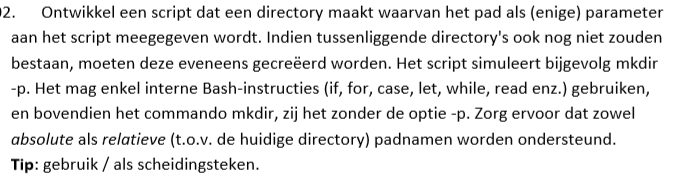 02. Ontwikkel een script dat een directory maakt waarvan het pad als (enige) parameter
aan het script meegegeven wordt. Indien tussenliggende directory's ook nog niet zouden
bestaan, moeten deze eveneens gecreëerd worden. Het script simuleert bijgevolg mkdir
-p. Het mag enkel interne Bash-instructies (if, for, case, let, while, read enz.) gebruiken,
en bovendien het commando mkdir, zij het zonder de optie -p. Zorg ervoor dat zowel
absolute als relatieve (t.o.v. de huidige directory) padnamen worden ondersteund.
Tip: gebruik / als scheidingsteken.